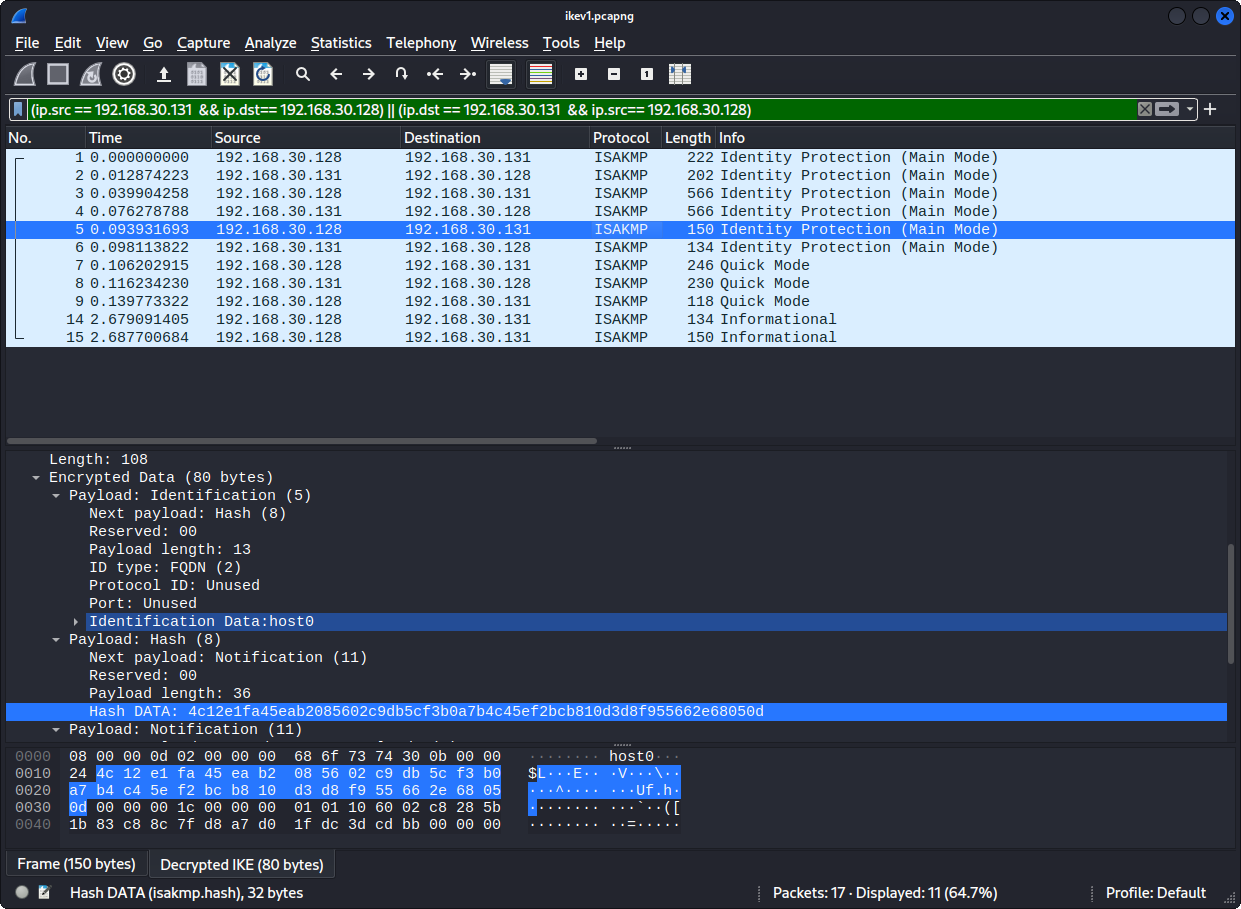 ikev1.pcapng
File Edit View Go Capture Analyze Statistics Telephony Wireless Tools Help
(ip.src == 192.168.30.131 && ip.dst== 192.168.30.128) || (ip.dst == 192.168.30.131 && ip.src== 192.168.30.128)
No. Time Source Destination Protocol Length Info
1 0.000000000 192.168.30.128 192.168.30.131 ISAKMP 222 Identity Protection (Main Mode)
2 0.012874223 192.168.30.131 192.168.30.128 ISAKMP 202 Identity Protection (Main Mode)
3 0.039904258 192.168.30.128 192.168.30.131 ISAKMP 566 Identity Protection (Main Mode)
4 0.076278788 192.168.30.131 192.168.30.128 ISAKMP 566 Identity Protection (Main Mode)
5 0.093931693 192.168.30.128 192.168.30.131 ISAKMP 150 Identity Protection (Main Mode)
6 0.098113822 192.168.30.131 192.168.30.128 ISAKMP 134 Identity Protection (Main Mode)
7 0.106202915 192.168.30.128 192.168.30.131 ISAKMP 246 Quick Mode
8 0.116234230 192.168.30.131 192.168.30.128 ISAKMP 230 Quick Mode
9 0.139773322 192.168.30.128 192.168.30.131 ISAKMP 118 Quick Mode
14 2.679091405 192.168.30.128 192.168.30.131 ISAKMP 134 Informational
15 2.687700684 192.168.30.128 192.168.30.131 ISAKMP 150 Informational
Length: 108
Encrypted Data (80 bytes)
Payload: Identification (5)
Next payload: Hash (8)
Reserved: 00
Payload length: 13
ID type: FQDN (2)
Protocol ID: Unused
Port: Unused
Identification Data:host0
Payload: Hash (8)
Next payload: Notification (11)
Reserved: 00
Payload length: 36
Hash DATA: 4c12e1fa45eab2085602c9db5cf3b0a7b4c45ef2bcb810d3d8f955662e68050d
Payload: Notification (11)
0000 08 00 00 0d 02 00 00 00 68 6f 73 74 30 0b 00 00 ········ host0···
0010 24 4c 12 e1 fa 45 ea b2 08 56 02 c9 db 5c f3 b0 $L···E·· ·V···\··
0020 a7 b4 c4 5e f2 bc b8 10 d3 d8 f9 55 66 2e 68 05 ···^···· ···Uf.h·
0030 0d 00 00 00 1c 00 00 00 01 01 10 60 02 c8 28 5b ········ ···`··([
0040 1b 83 c8 8c 7f d8 a7 d0 1f dc 3d cd bb 00 00 00 ········ ··=·····
Frame (150 bytes) Decrypted IKE (80 bytes)
Hash DATA (isakmp.hash), 32 bytes Packets: 17 · Displayed: 11 (64.7%) Profile: Default